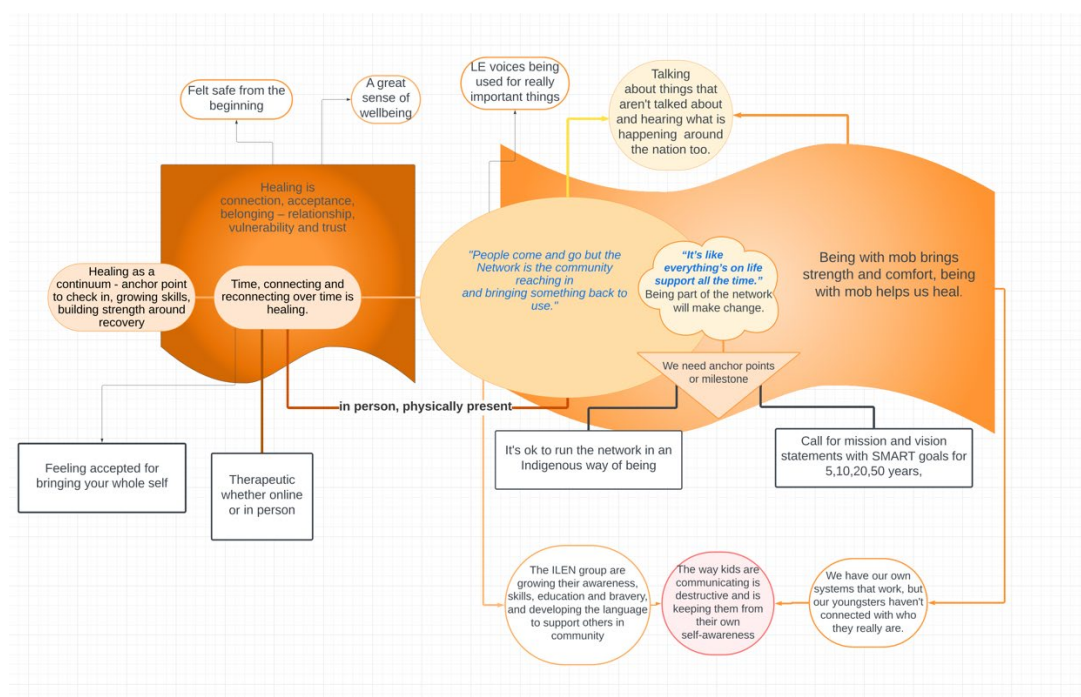 Felt safe from the
beginning
A great
sense of
wellbeing
LE voices being
used for really
important things
Talking
about things that
aren't talked about
and hearing what is
happening around
the nation too.
Healing is
connection, acceptance,
belonging – relationship,
vulnerability and trust
Healing as a
continuum - anchor point
to check in, growing skills,
building strength around
recovery
Time, connecting and
reconnecting over time is
healing.
"People come and go but the
Network is the community
reaching in
and bringing something back to
use."
“It’s like
everything’s on life
support all the time.”
Being part of the network
will make change.
Being with mob brings
strength and comfort, being
with mob helps us heal.
We need anchor points
or milestone
in person, physically present
Feeling accepted for
bringing your whole self
Therapeutic
whether online
or in person
It's ok to run the network in an
Indigenous way of being
Call for mission and vision
statements with SMART goals for
5,10,20,50 years,
The ILEN group are
growing their awareness,
skills, education and bravery,
and developing the language
to support others in
community
The way kids are
communicating is
destructive and is
keeping them from
their own
self-awareness
We have our own
systems that work, but
our youngsters haven't
connected with who
they really are.